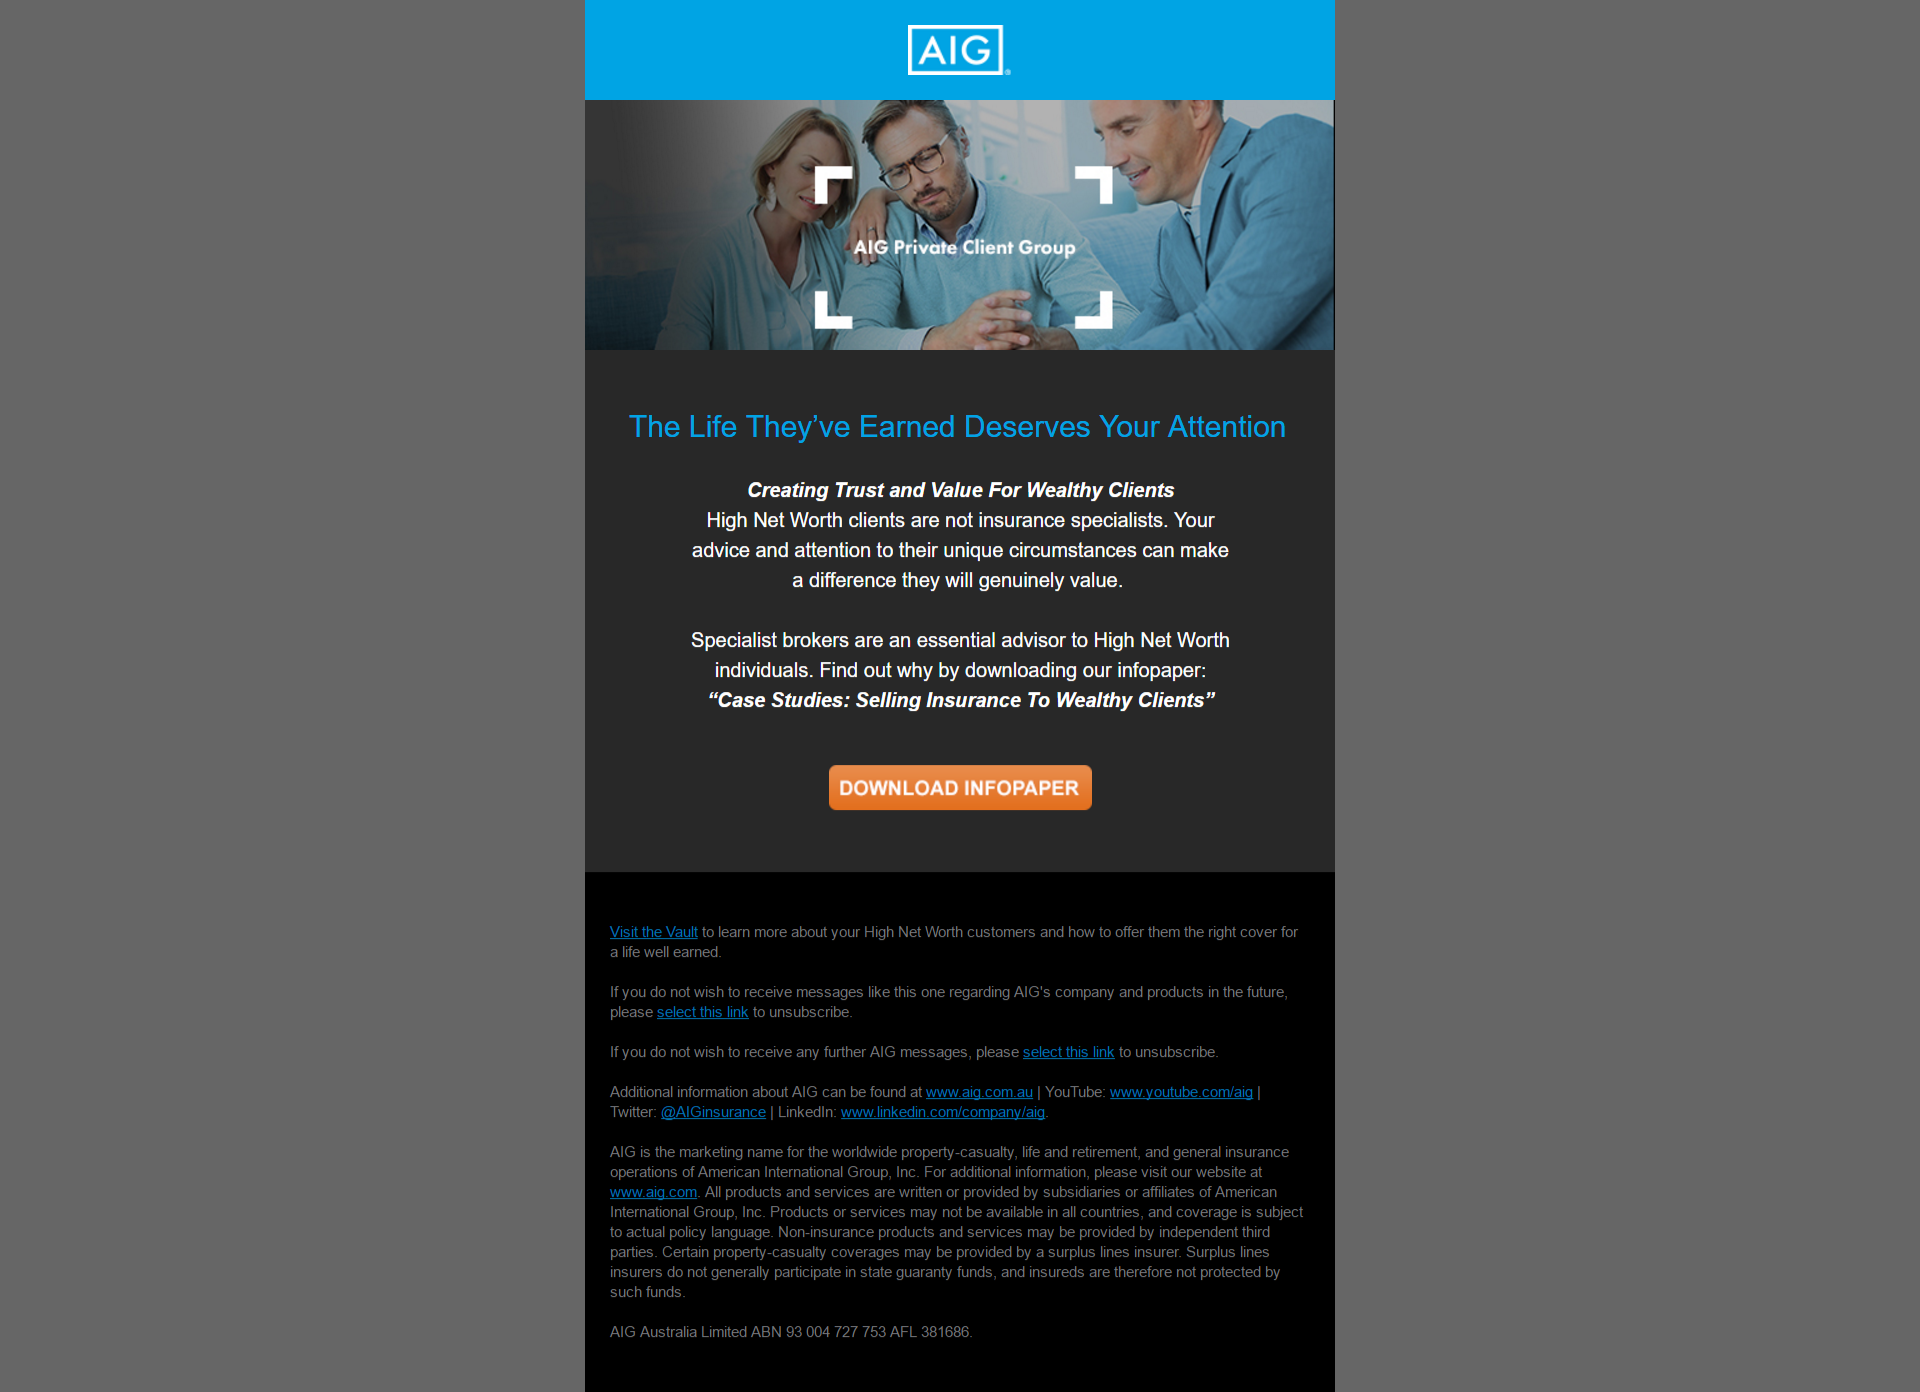 AIG®
AIG Private Client Group
The Life They’ve Earned Deserves Your Attention
Creating Trust and Value For Wealthy Clients
High Net Worth clients are not insurance specialists. Your
advice and attention to their unique circumstances can make
a difference they will genuinely value.
Specialist brokers are an essential advisor to High Net Worth
individuals. Find out why by downloading our infopaper:
“Case Studies: Selling Insurance To Wealthy Clients”
DOWNLOAD INFOPAPER
Visit the Vault to learn more about your High Net Worth customers and how to offer them the right cover for
a life well earned.
If you do not wish to receive messages like this one regarding AIG's company and products in the future,
please select this link to unsubscribe.
If you do not wish to receive any further AIG messages, please select this link to unsubscribe.
Additional information about AIG can be found at www.aig.com.au | YouTube: www.youtube.com/aig |
Twitter: @AIGinsurance | LinkedIn: www.linkedin.com/company/aig.
AIG is the marketing name for the worldwide property-casualty, life and retirement, and general insurance
operations of American International Group, Inc. For additional information, please visit our website at
www.aig.com. All products and services are written or provided by subsidiaries or affiliates of American
International Group, Inc. Products or services may not be available in all countries, and coverage is subject
to actual policy language. Non-insurance products and services may be provided by independent third
parties. Certain property-casualty coverages may be provided by a surplus lines insurer. Surplus lines
insurers do not generally participate in state guaranty funds, and insureds are therefore not protected by
such funds.
AIG Australia Limited ABN 93 004 727 753 AFL 381686.